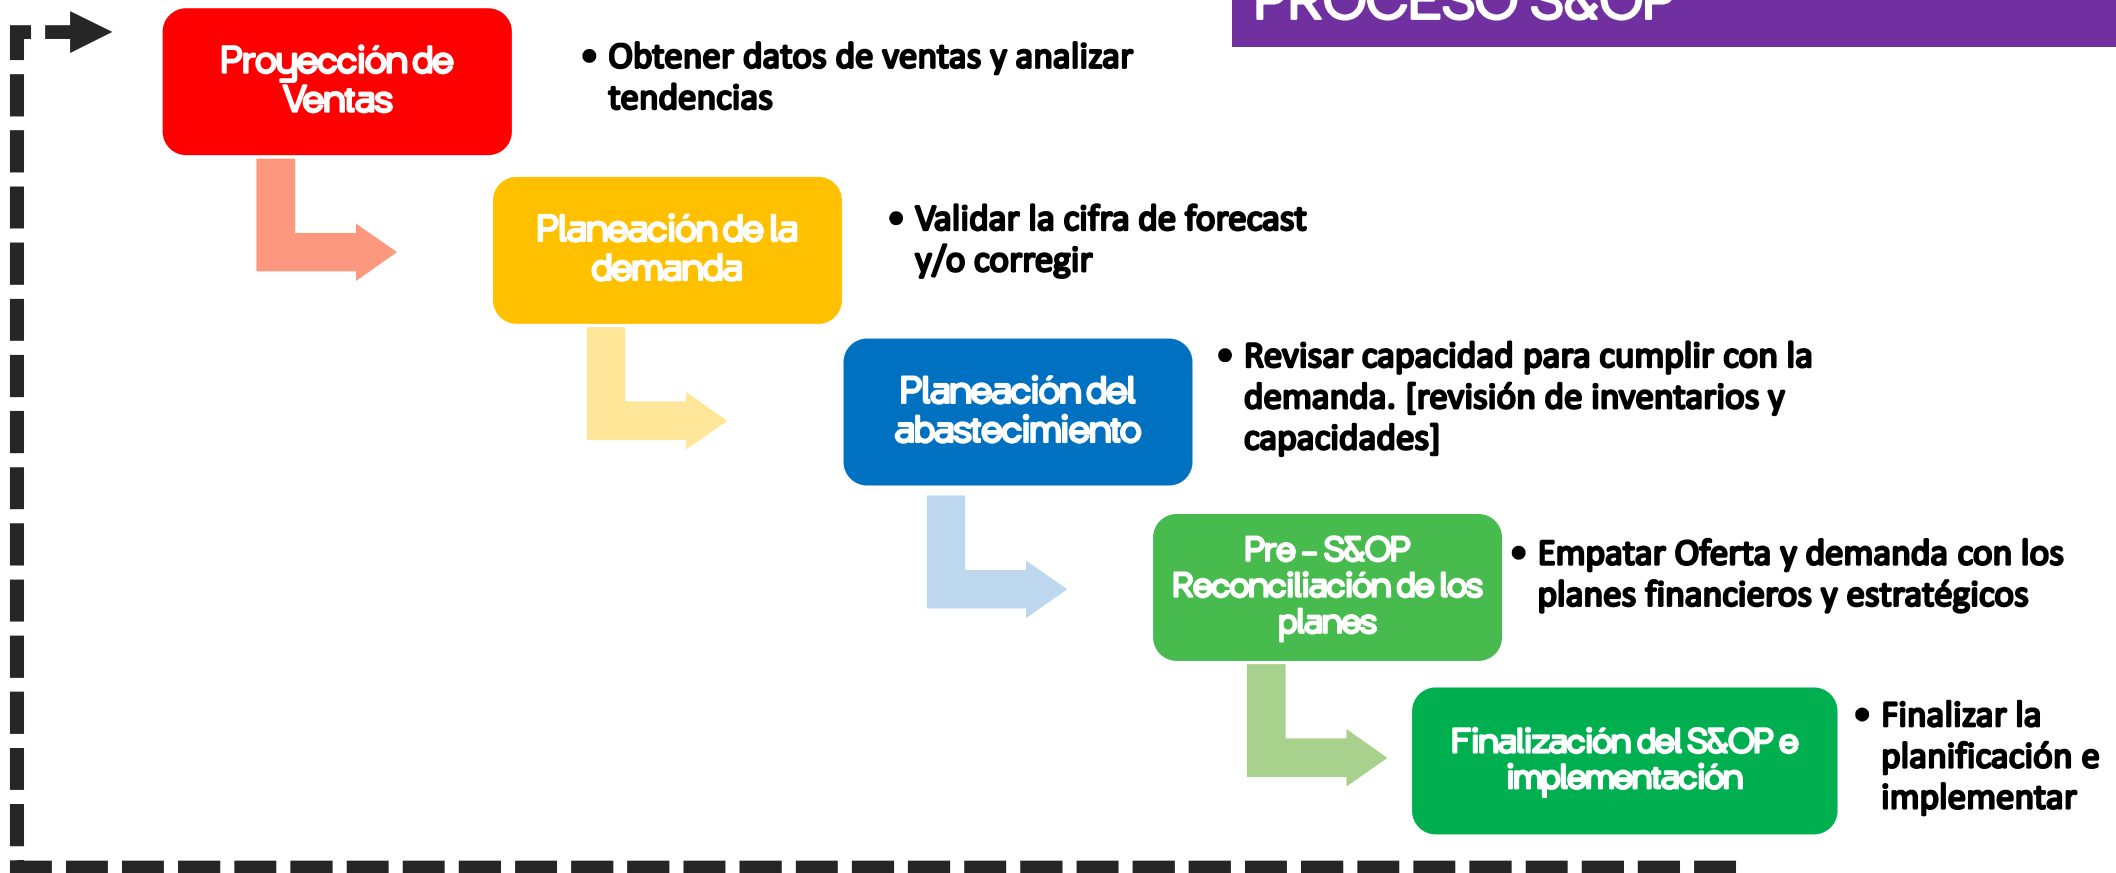 PROCESO S&OP
Proyección de
Ventas
• Obtener datos de ventas y analizar
tendencias
Planeación de la
demanda
• Validar la cifra de forecast
y/o corregir
Planeación del
abastecimiento
• Revisar capacidad para cumplir con la
demanda. [revisión de inventarios y
capacidades]
Pre – S&OP
Reconciliación de los
planes
• Empatar Oferta y demanda con los
planes financieros y estratégicos
Finalización del S&OP e
implementación
• Finalizar la
planificación e
implementar